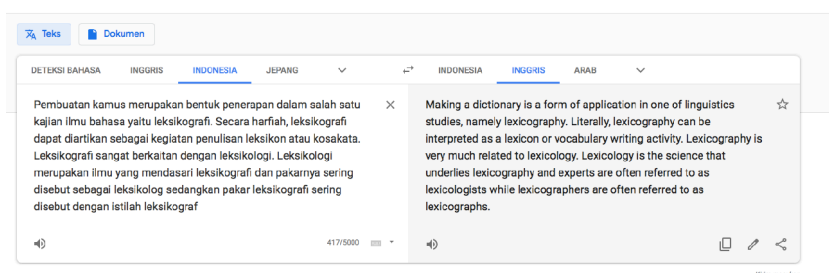 Teks Dokumen
DETEKSI BAHASA INGGRIS INDONESIA JEPANG INDONESIA INGGRIS ARAB
Pembuatan kamus merupakan bentuk penerapan dalam salah satu
kajian ilmu bahasa yaitu leksikografi. Secara harfiah, leksikografi
dapat diartikan sebagai kegiatan penulisan leksikon atau kosakata.
Leksikografi sangat berkaitan dengan leksikologi. Leksikologi
merupakan ilmu yang mendasari leksikografi dan pakarnya sering
disebut sebagai leksikolog sedangkan pakar leksikografi sering
disebut dengan istilah leksikograf
417/5000
Making a dictionary is a form of application in one of linguistics
studies, namely lexicography. Literally, lexicography can be
interpreted as a lexicon or vocabulary writing activity. Lexicography is
very much related to lexicology. Lexicology is the science that
underlies lexicography and experts are often referred to as
lexicologists while lexicographers are often referred to as
lexicographs.